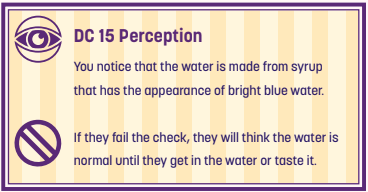 DC 15 Perception
You notice that the water is made from syrup
that has the appearance of bright blue water.
If they fail the check, they will think the water is
normal until they get in the water or taste it.